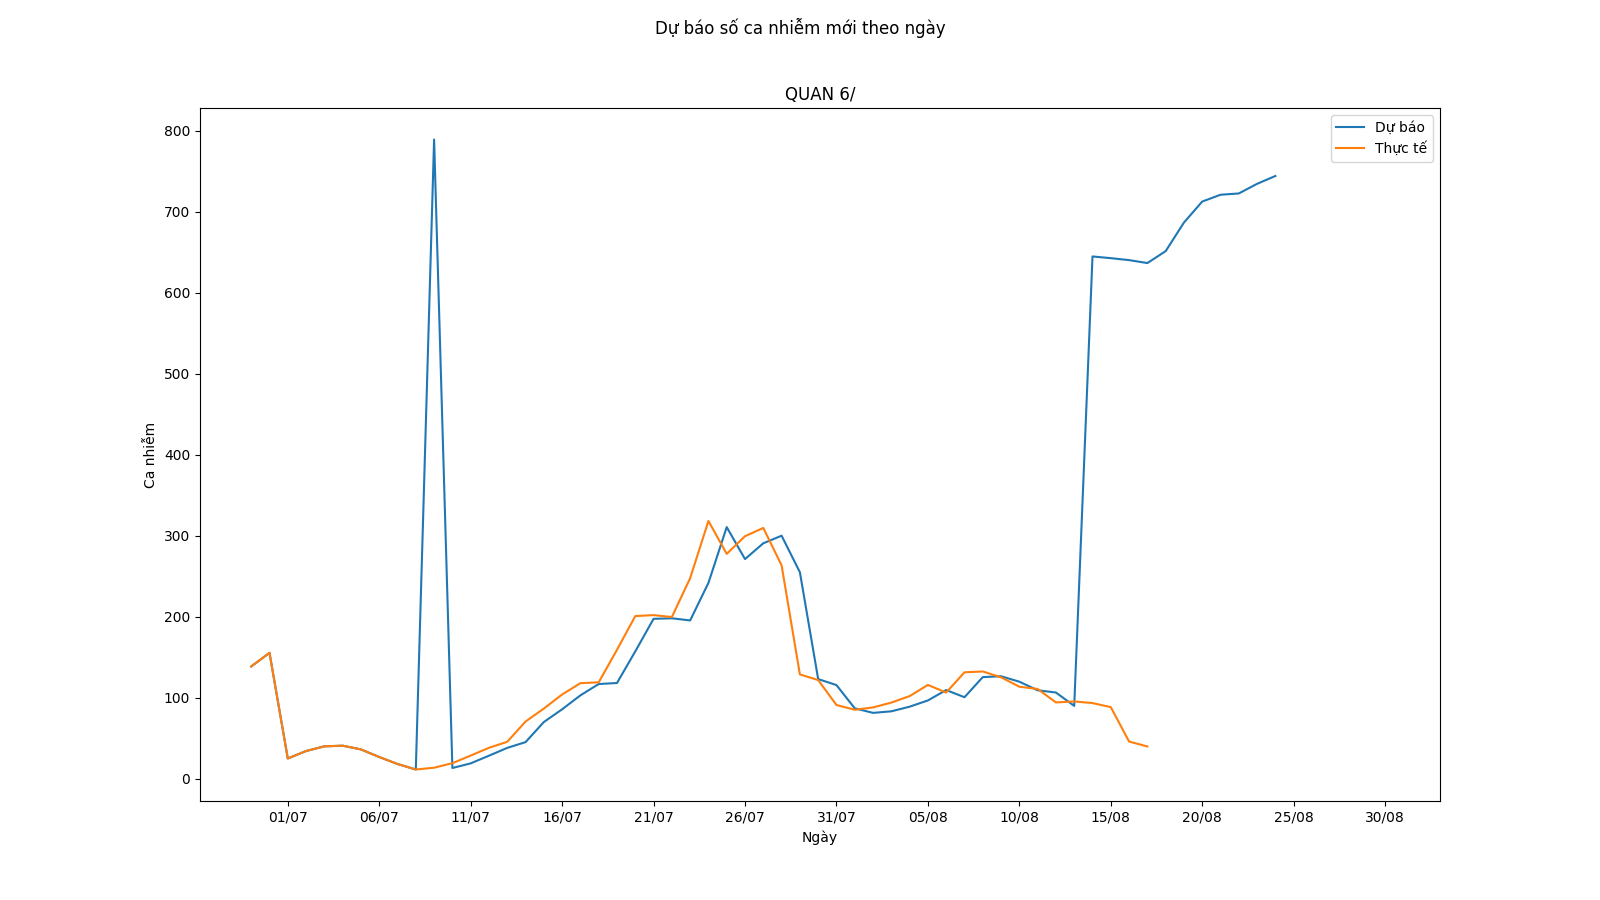 Dự báo số ca nhiễm mới theo ngày
QUAN 6/
Dự báo
Thực tế
800
700
600
500
400
300
200
100
0
Ca nhiễm
01/07 06/07 11/07 16/07 21/07 26/07 31/07 05/08 10/08 15/08 20/08 25/08 30/08
Ngày